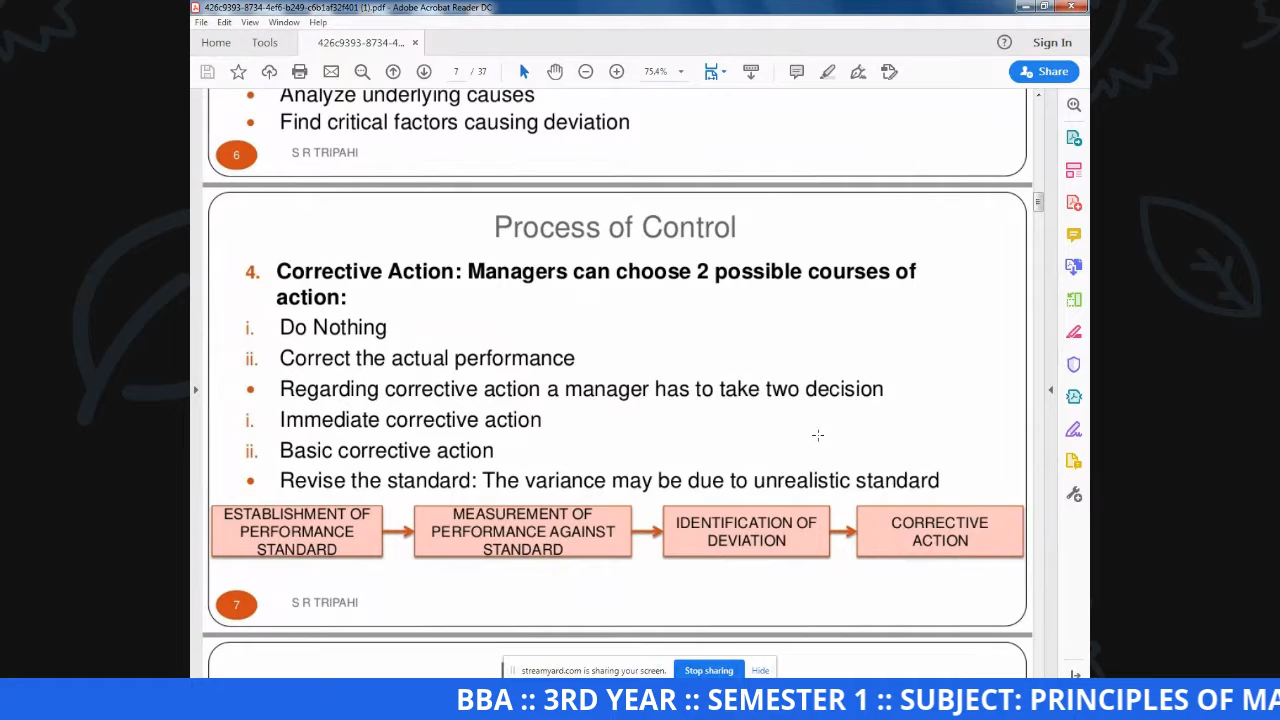 426c9393-8734-4ef6-b249-c6b1af32f401 (1).pdf - Adobe Acrobat Reader DC
File Edit View Window Help
Home Tools 426c9393-8734-4... × Sign In
7 / 37 75.4% Share
Analyze underlying causes
Find critical factors causing deviation
6 S R TRIPAHI
Process of Control
4. Corrective Action: Managers can choose 2 possible courses of
action:
i. Do Nothing
ii. Correct the actual performance
• Regarding corrective action a manager has to take two decision
i. Immediate corrective action
ii. Basic corrective action
• Revise the standard: The variance may be due to unrealistic standard
ESTABLISHMENT OF
PERFORMANCE
STANDARD
MEASUREMENT OF
PERFORMANCE AGAINST
STANDARD
IDENTIFICATION OF
DEVIATION
CORRECTIVE
ACTION
7 S R TRIPAHI
streamyard.com is sharing your screen. Stop sharing Hide
BBA :: 3RD YEAR :: SEMESTER 1 :: SUBJECT: PRINCIPLES OF MA